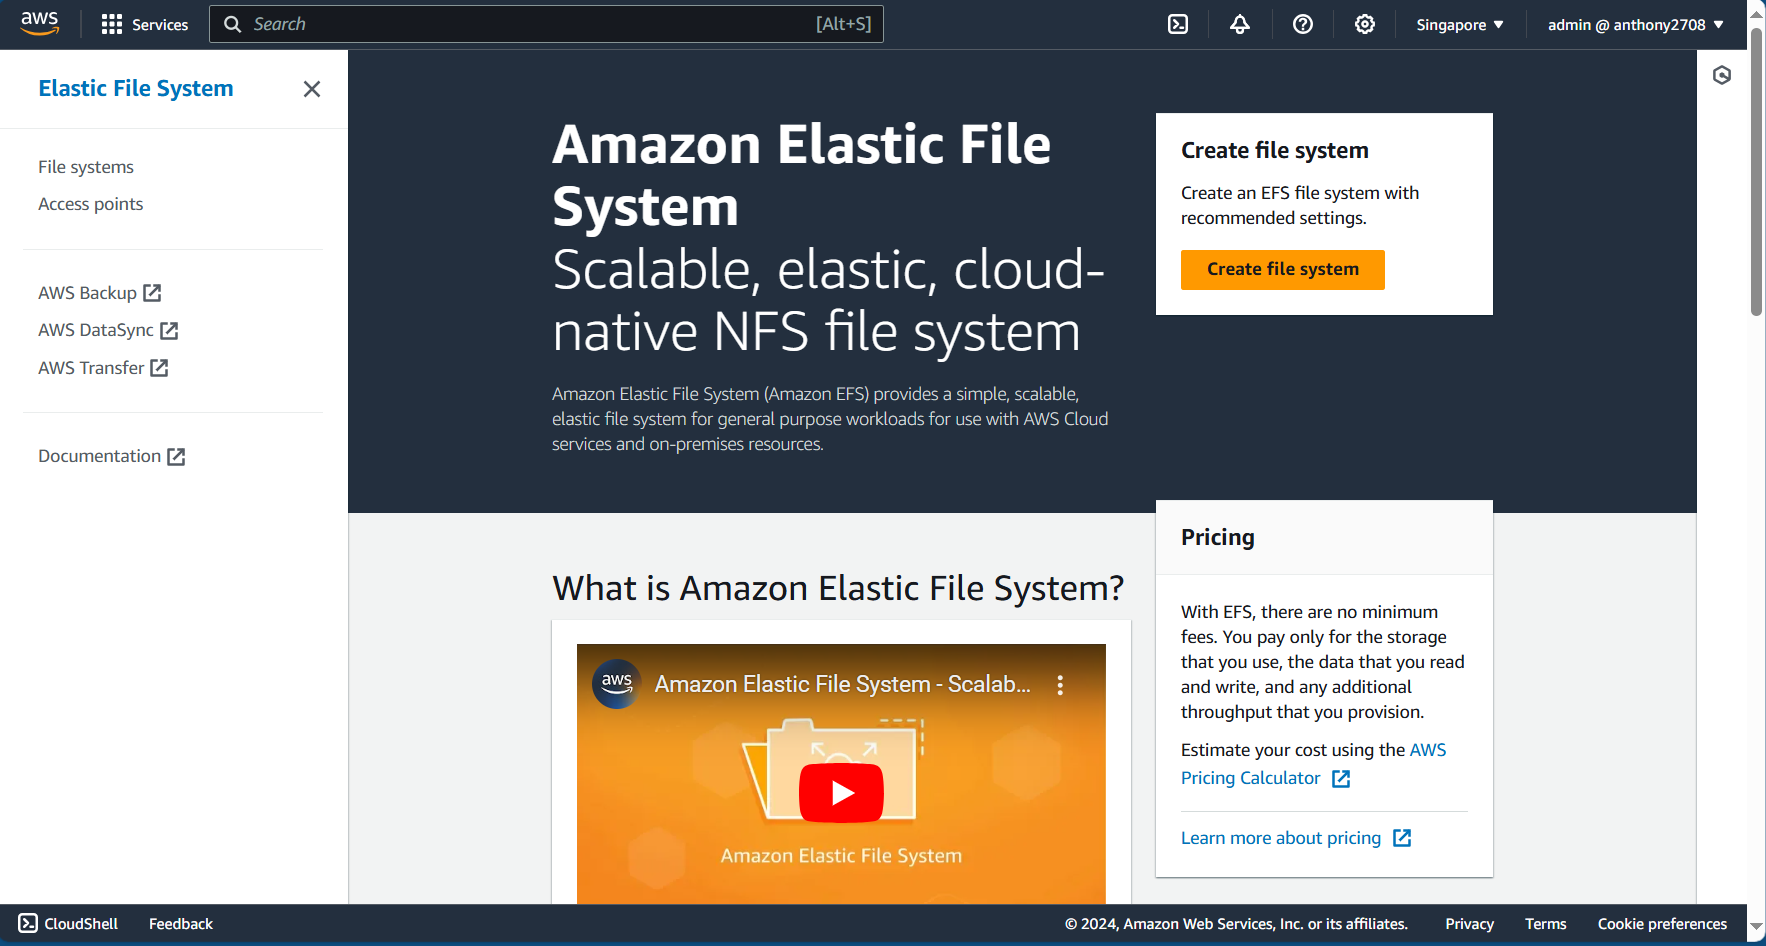 aws
Services
Search
[Alt+S]
Singapore
admin @ anthony2708
Elastic File System
File systems
Access points
AWS Backup
AWS DataSync
AWS Transfer
Documentation
Amazon Elastic File
System
Scalable, elastic, cloud-
native NFS file system
Amazon Elastic File System (Amazon EFS) provides a simple, scalable,
elastic file system for general purpose workloads for use with AWS Cloud
services and on-premises resources.
Create file system
Create an EFS file system with
recommended settings.
Create file system
What is Amazon Elastic File System?
aws
Amazon Elastic File System - Scalab...
Amazon Elastic File System
Pricing
With EFS, there are no minimum
fees. You pay only for the storage
that you use, the data that you read
and write, and any additional
throughput that you provision.
Estimate your cost using the AWS
Pricing Calculator
Learn more about pricing
CloudShell
Feedback
© 2024, Amazon Web Services, Inc. or its affiliates.
Privacy
Terms
Cookie preferences